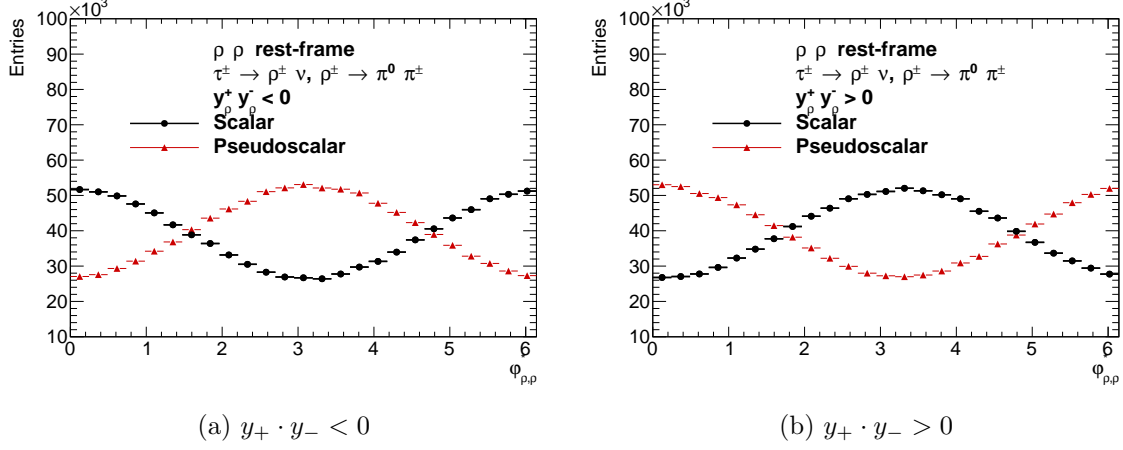 ×10³
Entries
100
90
80
70
60
50
40
30
20
10
ρ ρ rest-frame
τ± → ρ± ν, ρ± → π⁰ π±
y⁺ρ y⁻ρ < 0
Scalar
Pseudoscalar
0 1 2 3 4 5 6
φ*ρ,ρ
(a) y₊ · y₋ < 0
×10³
Entries
100
90
80
70
60
50
40
30
20
10
ρ ρ rest-frame
τ± → ρ± ν, ρ± → π⁰ π±
y⁺ρ y⁻ρ > 0
Scalar
Pseudoscalar
0 1 2 3 4 5 6
φ*ρ,ρ
(b) y₊ · y₋ > 0